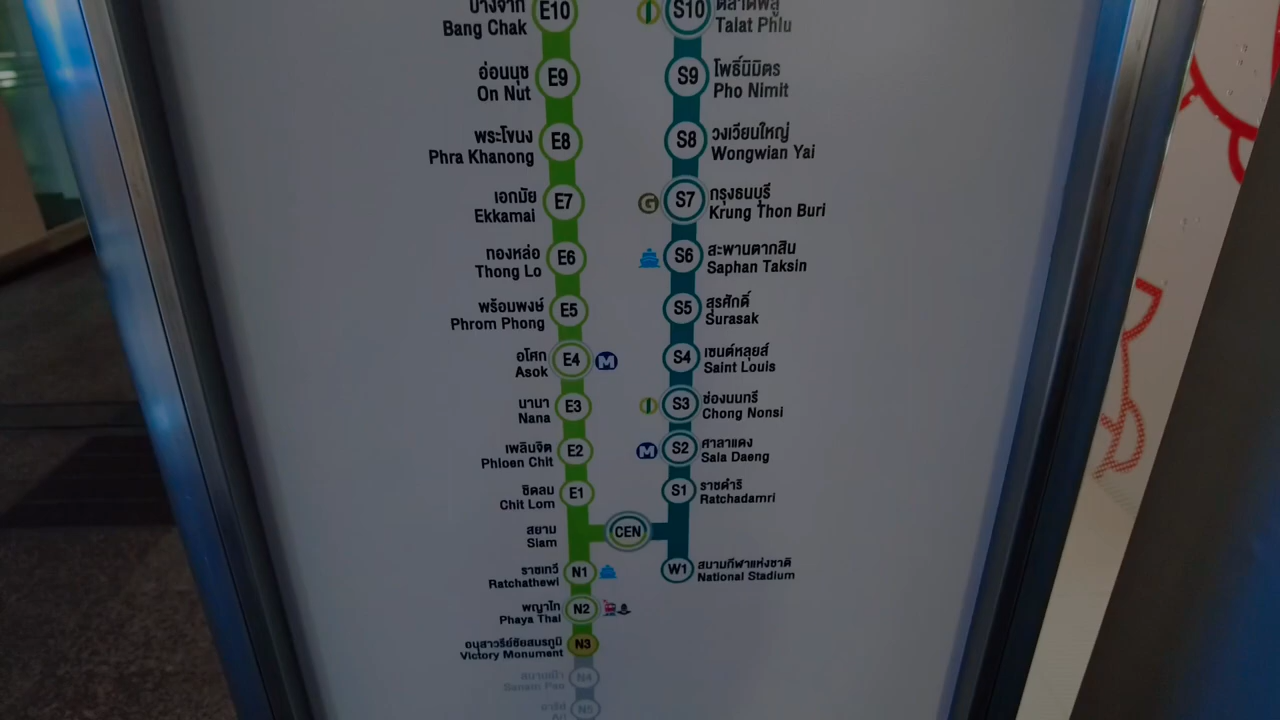 บางจาก
Bang Chak
E10
S10
ตลาดพลู
Talat Phlu
อ่อนนุช
On Nut
E9
S9
โพธิ์นิมิตร
Pho Nimit
พระโขนง
Phra Khanong
E8
S8
วงเวียนใหญ่
Wongwian Yai
เอกมัย
Ekkamai
E7
G
S7
กรุงธนบุรี
Krung Thon Buri
ทองหล่อ
Thong Lo
E6
S6
สะพานตากสิน
Saphan Taksin
พร้อมพงษ์
Phrom Phong
E5
S5
สุรศักดิ์
Surasak
อโศก
Asok
E4
M
S4
เซนต์หลุยส์
Saint Louis
นานา
Nana
E3
S3
ช่องนนทรี
Chong Nonsi
เพลินจิต
Phloen Chit
E2
M
S2
ศาลาแดง
Sala Daeng
ชิดลม
Chit Lom
E1
S1
ราชดำริ
Ratchadamri
สยาม
Siam
CEN
ราชเทวี
Ratchathewi
N1
W1
สนามกีฬาแห่งชาติ
National Stadium
พญาไท
Phaya Thai
N2
อนุสาวรีย์ชัยสมรภูมิ
Victory Monument
N3
สนามเป้า
Sanam Pao
N4
อารีย์
Ari
N5